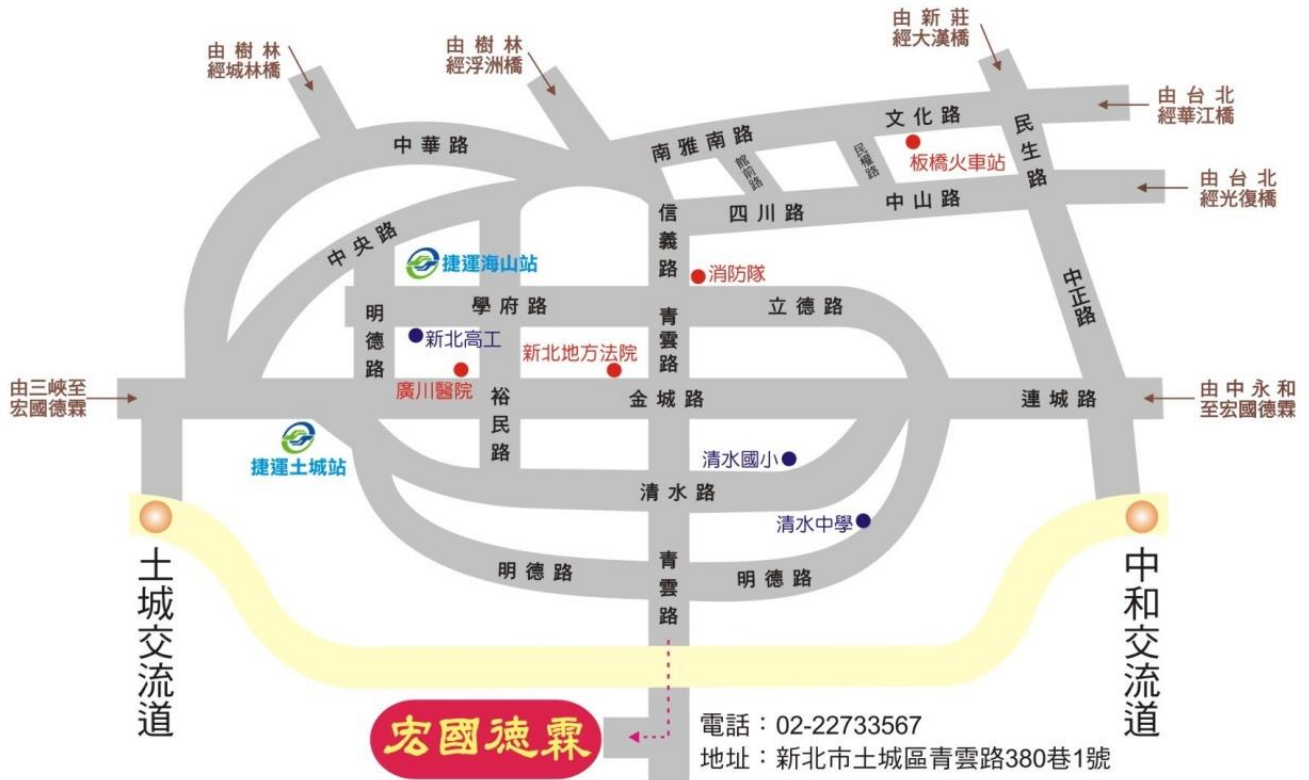 由新莊
經大漢橋
由樹林
經城林橋
由樹林
經浮洲橋
由台北
經華江橋
文化路
民生路
中華路
南雅南路
館前路
民權路
板橋火車站
由台北
經光復橋
信義路
四川路
中山路
中央路
捷運海山站
消防隊
中正路
明德路
學府路
青雲路
立德路
新北高工
新北地方法院
廣川醫院
由三峽至
宏國德霖
裕民路
金城路
連城路
由中永和
至宏國德霖
捷運土城站
清水國小
清水路
清水中學
土城交流道
明德路
青雲路
明德路
中和交流道
宏國德霖
電話：02-22733567
地址：新北市土城區青雲路380巷1號